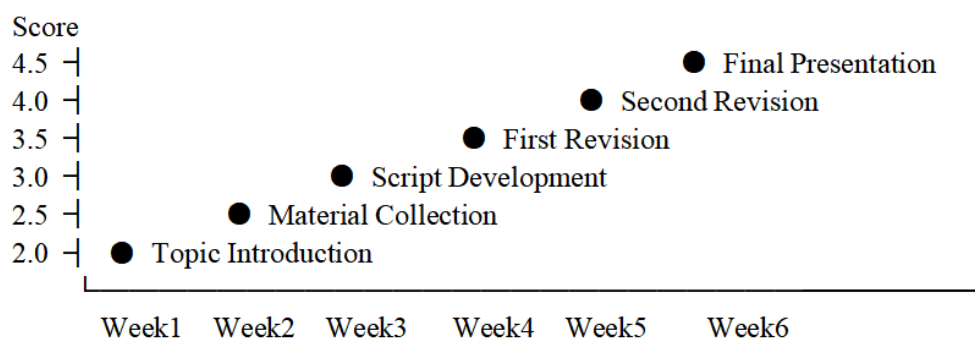 Score
4.5 Final Presentation
4.0 Second Revision
3.5 First Revision
3.0 Script Development
2.5 Material Collection
2.0 Topic Introduction
Week1 Week2 Week3 Week4 Week5 Week6